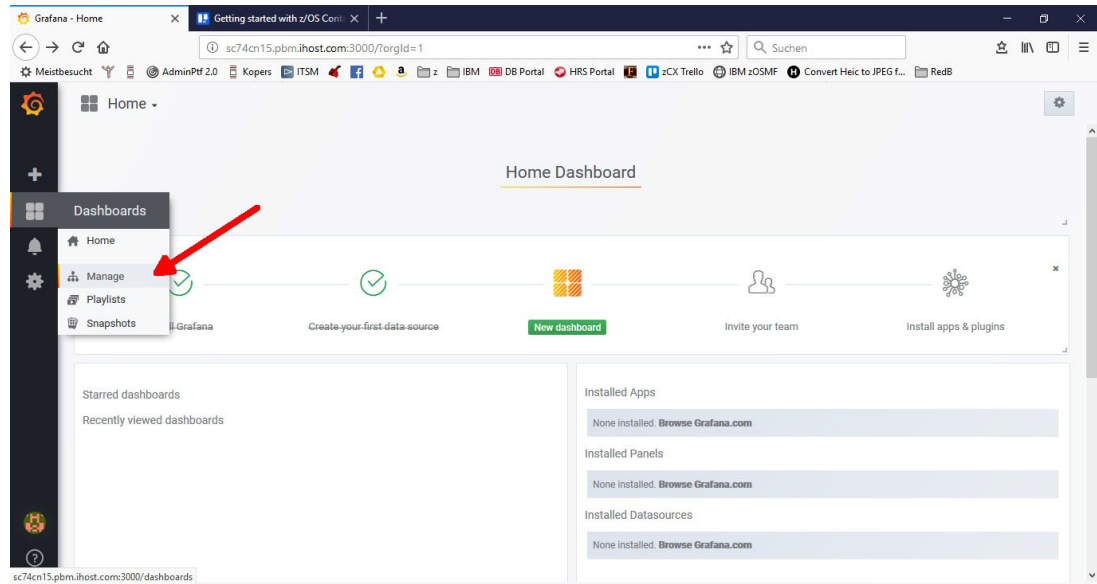 Grafana - Home
Getting started with z/OS Cont
sc74cn15.pbm.ihost.com:3000/?orgId=1
Suchen
Meistbesucht
AdminPtf 2.0
Kopers
ITSM
z
IBM
DB Portal
HRS Portal
zCX Trello
IBM zOSMF
Convert Heic to JPEG f...
RedB
Home
Home Dashboard
Dashboards
Home
Manage
Playlists
Snapshots
ll Grafana
Create your first data source
New dashboard
Invite your team
Install apps & plugins
Starred dashboards
Recently viewed dashboards
Installed Apps
None installed. Browse Grafana.com
Installed Panels
None installed. Browse Grafana.com
Installed Datasources
None installed. Browse Grafana.com
sc74cn15.pbm.ihost.com:3000/dashboards